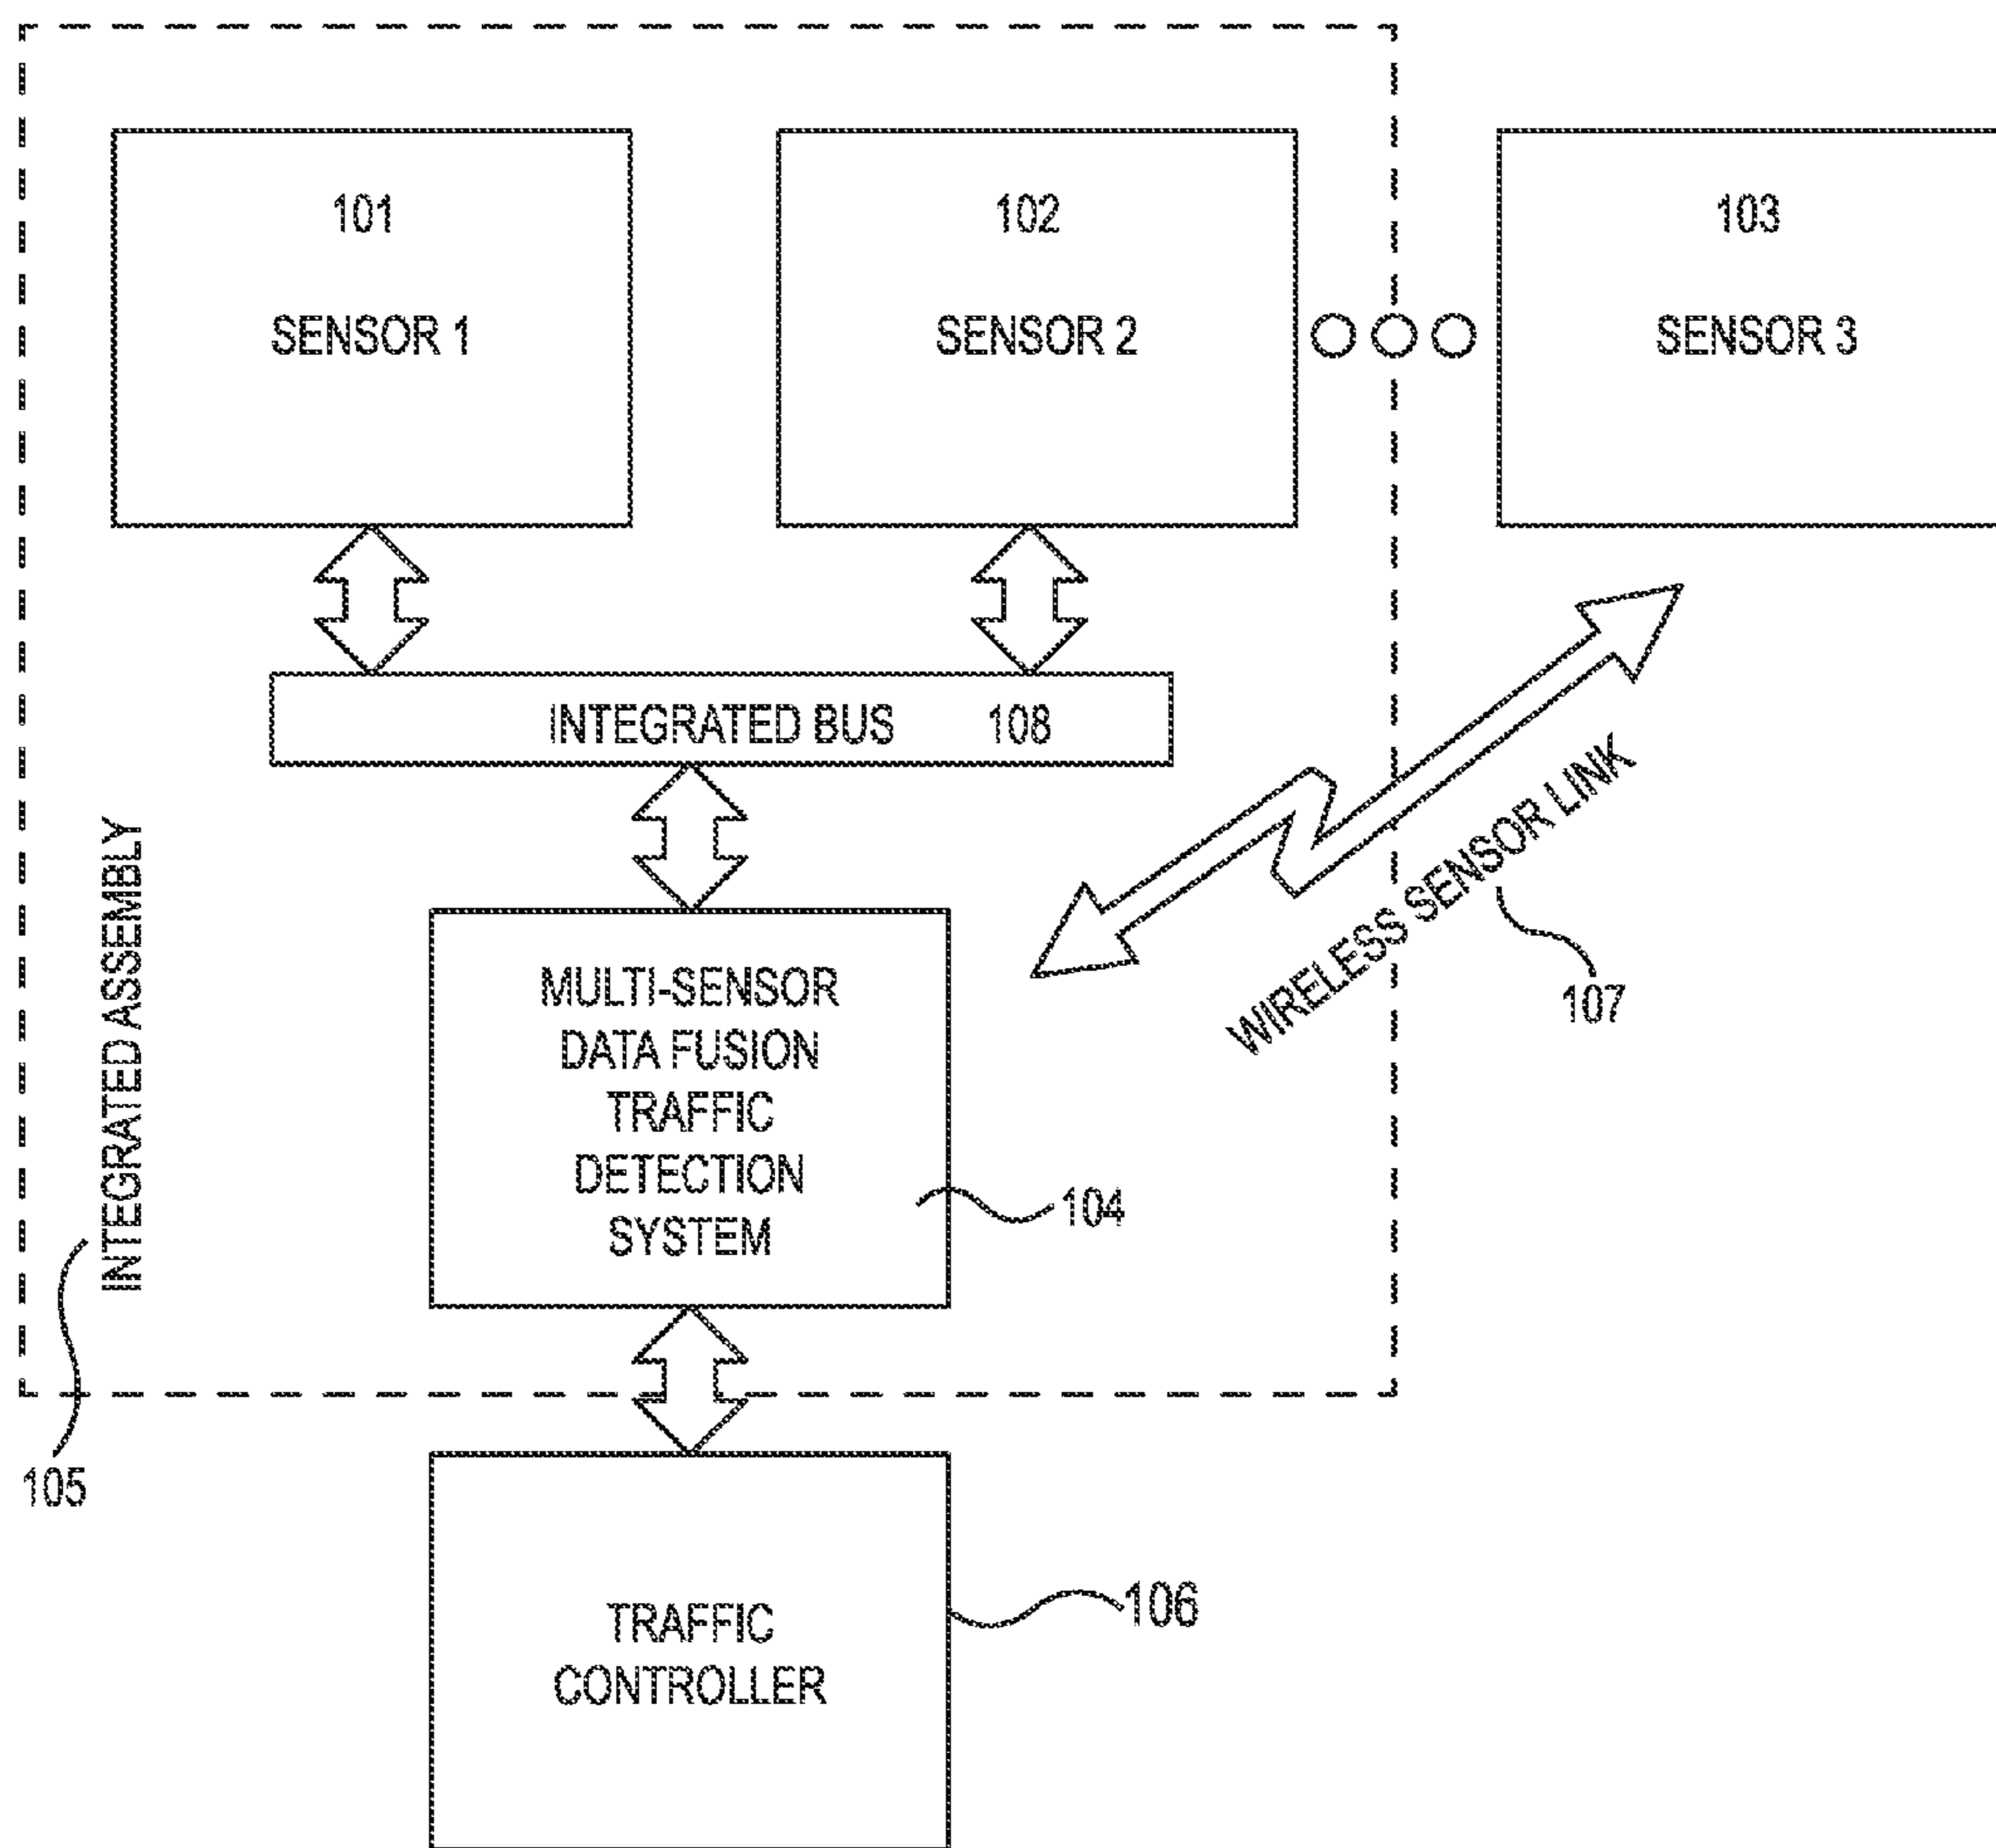 101
SENSOR 1
102
SENSOR 2
103
SENSOR 3
INTEGRATED BUS 108
WIRELESS SENSOR LINK
107
INTEGRATED ASSEMBLY
105
MULTI-SENSOR
DATA FUSION
TRAFFIC
DETECTION
SYSTEM
104
TRAFFIC
CONTROLLER
106